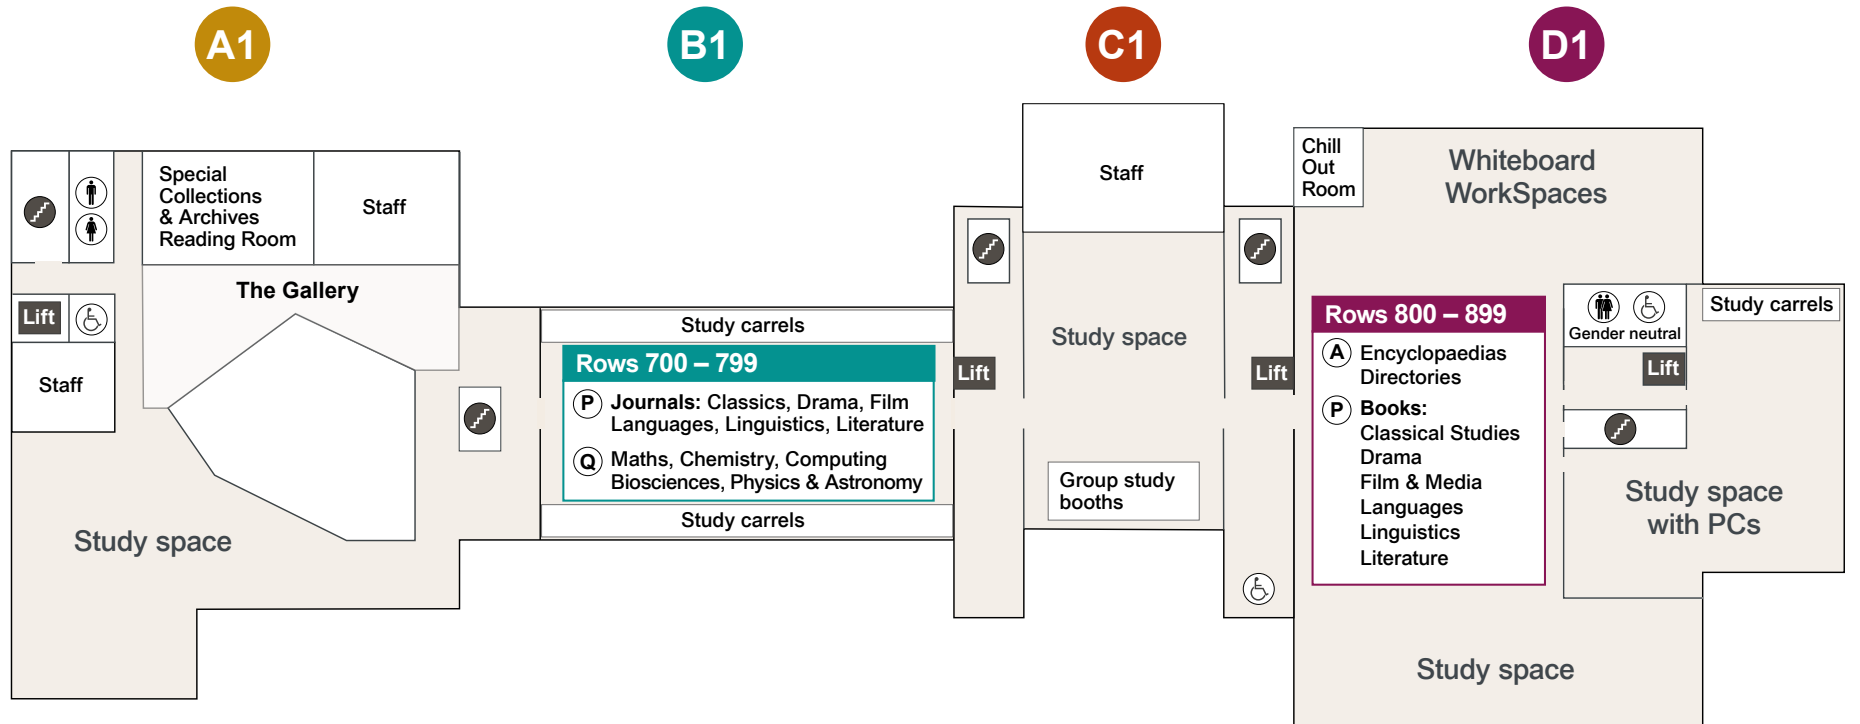 A1
B1
C1
D1
Special
Collections
& Archives
Reading Room
Staff
The Gallery
Lift
Staff
Study space
Study carrels
Rows 700 – 799
P Journals: Classics, Drama, Film
Languages, Linguistics, Literature
Q Maths, Chemistry, Computing
Biosciences, Physics & Astronomy
Study carrels
Staff
Lift
Study space
Lift
Group study
booths
Chill
Out
Room
Whiteboard
WorkSpaces
Rows 800 – 899
A Encyclopaedias
Directories
P Books:
Classical Studies
Drama
Film & Media
Languages
Linguistics
Literature
Gender neutral
Lift
Study carrels
Study space
with PCs
Study space